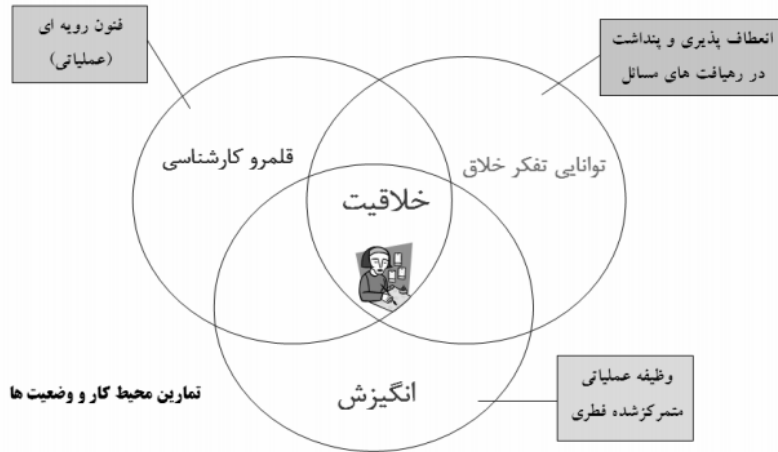 فنون رویه ای
(عملیاتی)
انعطاف پذیری و پنداشت
در رهیافت های مسائل
قلمرو کارشناسی
توانایی تفکر خلاق
خلاقیت
انگیزش
وظیفه عملیاتی
متمرکزشده فطری
تمارین محیط کار و وضعیت ها